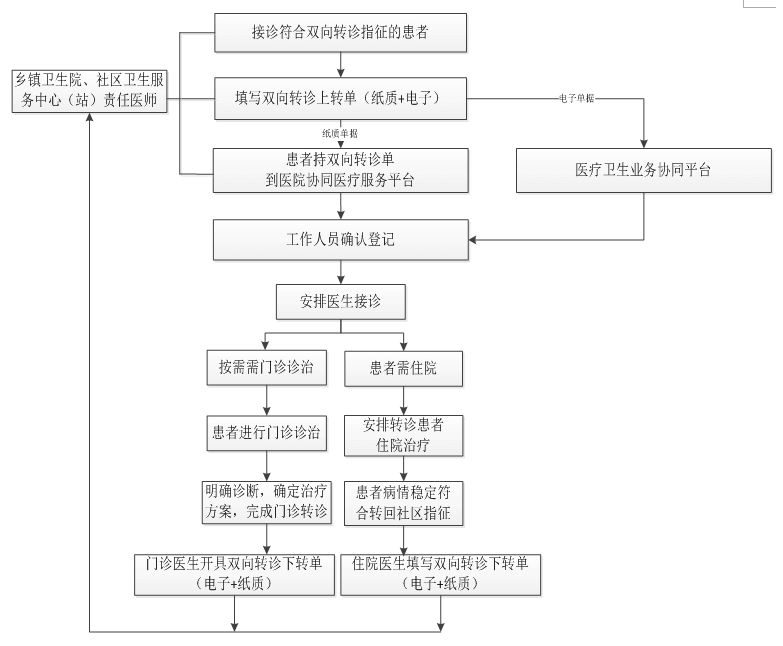 接诊符合双向转诊指征的患者
乡镇卫生院、社区卫生服
务中心（站）责任医师
填写双向转诊上转单（纸质+电子）
电子单据
纸质单据
患者持双向转诊单
到医院协同医疗服务平台
医疗卫生业务协同平台
工作人员确认登记
安排医生接诊
按需需门诊诊治
患者需住院
患者进行门诊诊治
安排转诊患者
住院治疗
明确诊断，确定治疗
方案，完成门诊转诊
患者病情稳定符
合转回社区指征
门诊医生开具双向转诊下转单
（电子+纸质）
住院医生填写双向转诊下转单
（电子+纸质）